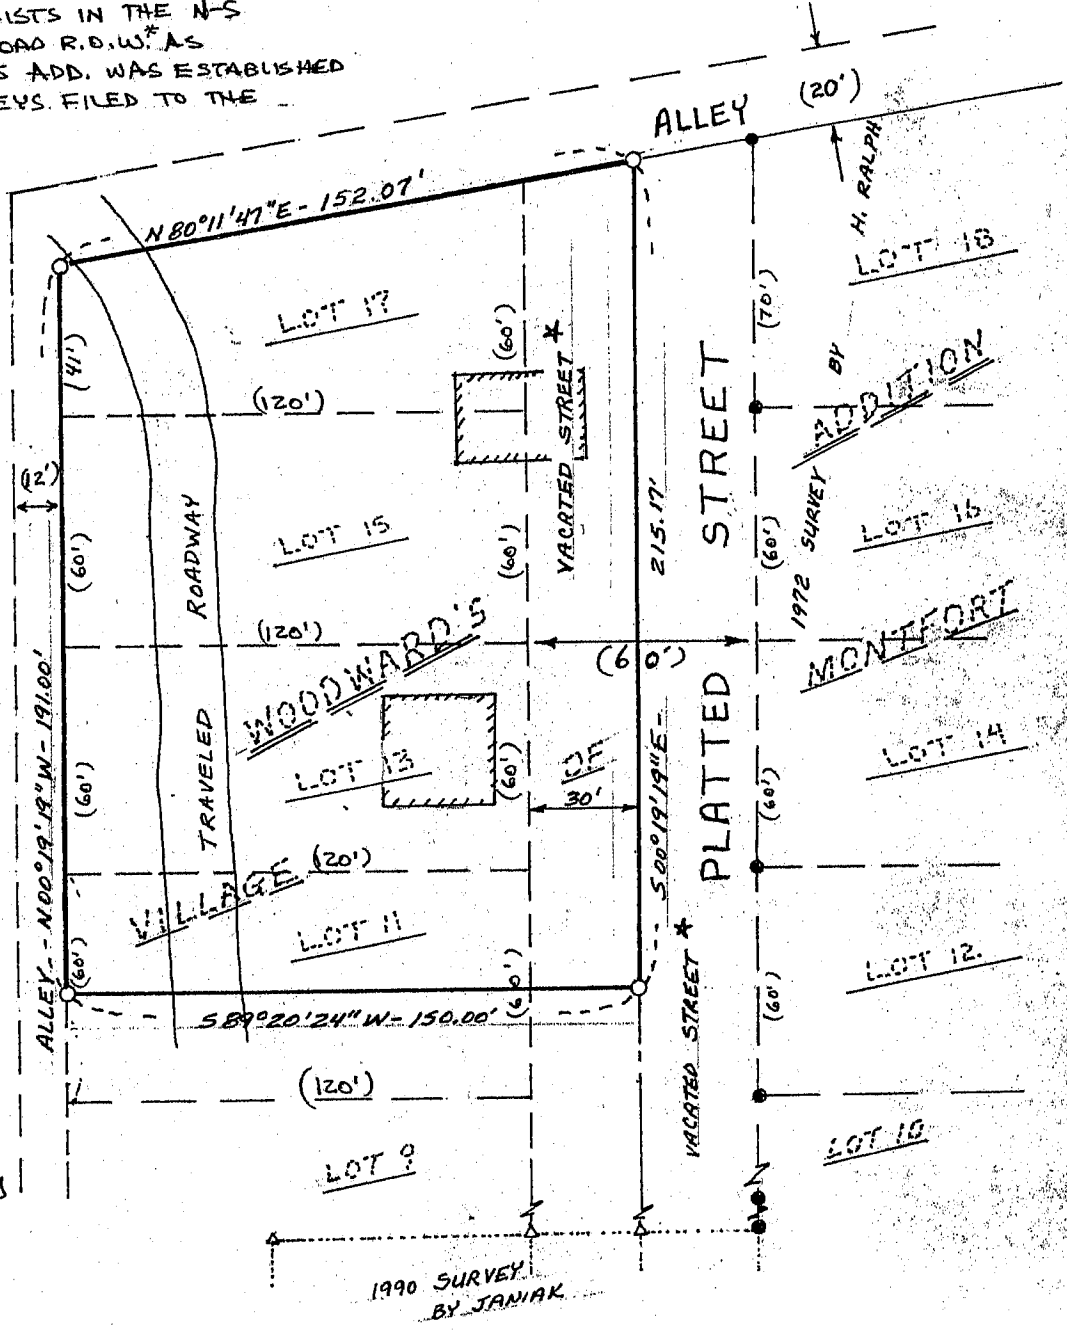 ISTS IN THE N-S
OAD R.O.W.* AS
S ADD. WAS ESTABLISHED
EYS FILED TO THE
ALLEY (20')
N 80°11'47"E - 152.07'
H. RALPH
LOT 18
LOT 17
(60')
(70')
(41')
VACATED STREET *
BY
ADDITION
(120')
(12')
STREET
215.17'
SURVEY
LOT 16
LOT 15
ROADWAY
(60')
(60')
(60')
1972
(120')
(60')
WOODWARD'S
MONTFORT
LOT 13
(60')
OF
30'
LOT 14
(60')
(60')
TRAVELED
PLATTED
S 00°19'19"E -
ALLEY - N 00°19'19"W - 191.00'
(20')
VILLAGE
LOT 11
LOT 12
(60')
(60')
(60')
S 89°20'24"W - 150.00'
VACATED STREET *
(120')
LOT 9
LOT 10
1990 SURVEY
BY JANIAK